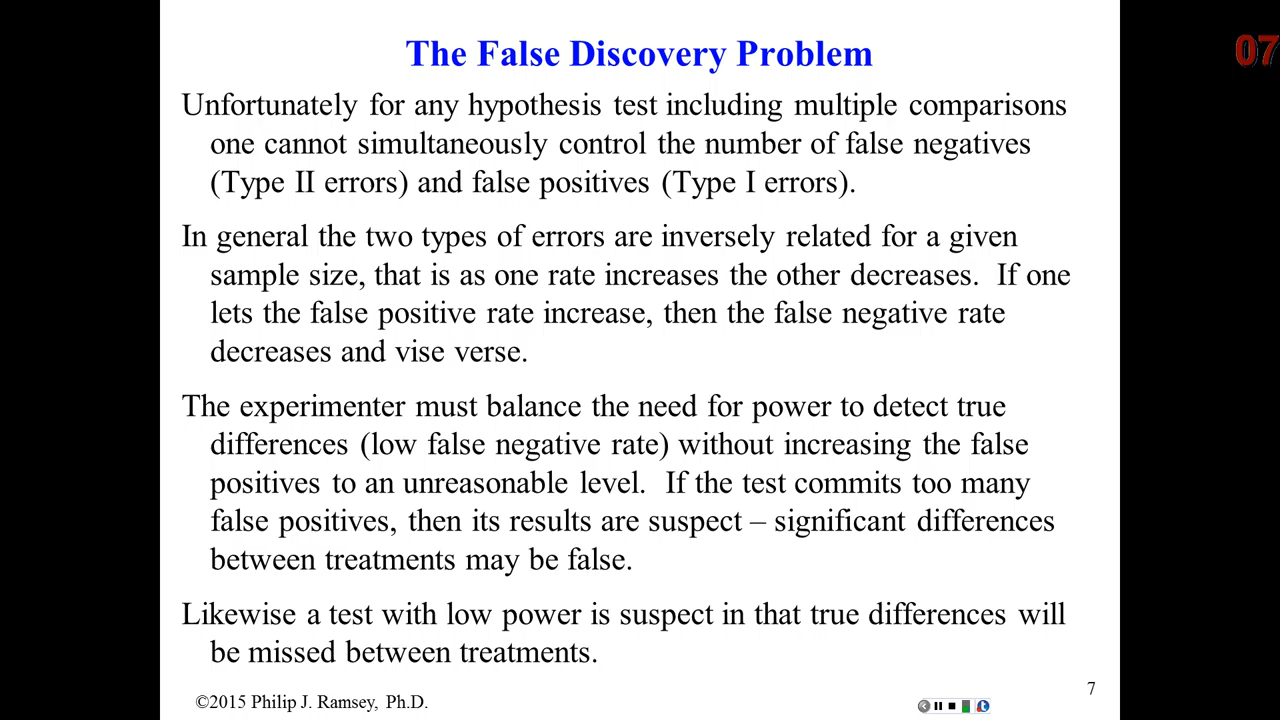 The False Discovery Problem
07
Unfortunately for any hypothesis test including multiple comparisons
one cannot simultaneously control the number of false negatives
(Type II errors) and false positives (Type I errors).
In general the two types of errors are inversely related for a given
sample size, that is as one rate increases the other decreases.  If one
lets the false positive rate increase, then the false negative rate
decreases and vise verse.
The experimenter must balance the need for power to detect true
differences (low false negative rate) without increasing the false
positives to an unreasonable level.  If the test commits too many
false positives, then its results are suspect – significant differences
between treatments may be false.
Likewise a test with low power is suspect in that true differences will
be missed between treatments.
©2015 Philip J. Ramsey, Ph.D.
7